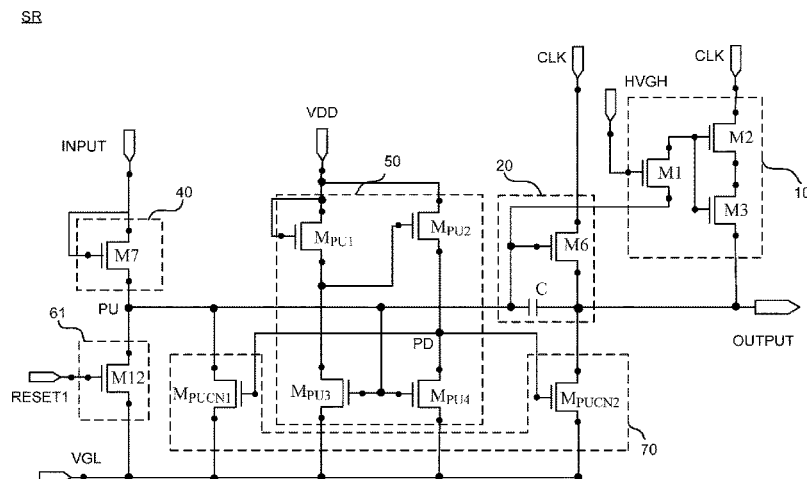 SR
CLK
CLK
HVGH
VDD
INPUT
50
20
M2
10
40
M1
MPU1
MPU2
M6
M3
M7
C
PU
61
PD
OUTPUT
M12
RESET1
MPUCN1
MPU3
MPU4
MPUCN2
VGL
70